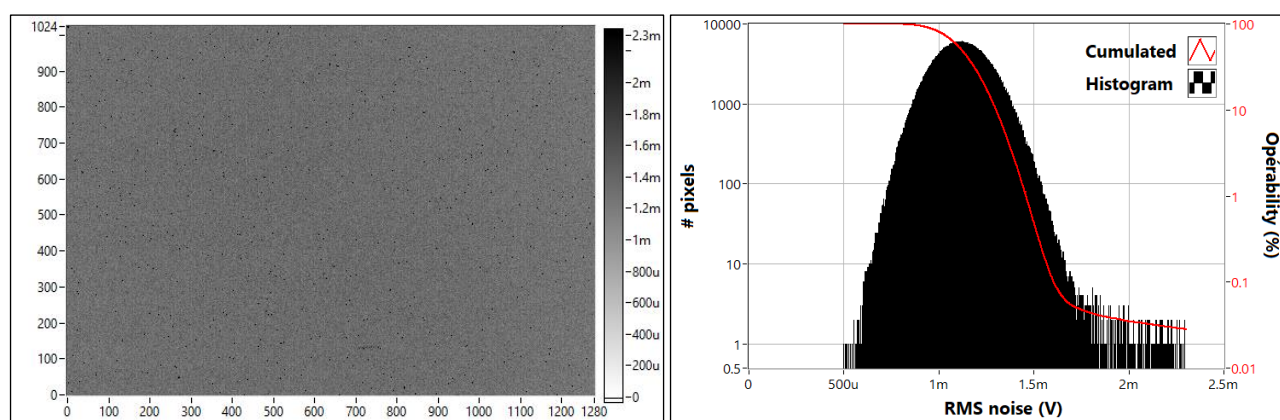 1024
900
800
700
600
500
400
300
200
100
0
0 100 200 300 400 500 600 700 800 900 1000 1100 1200 1280
2.3m
2m
1.8m
1.6m
1.4m
1.2m
1m
800u
600u
400u
200u
0
# pixels
10000
1000
100
10
1
0.5
0 500u 1m 1.5m 2m 2.5m
RMS noise (V)
Cumulated
Histogram
100
10
1
0.1
0.01
Opérability (%)